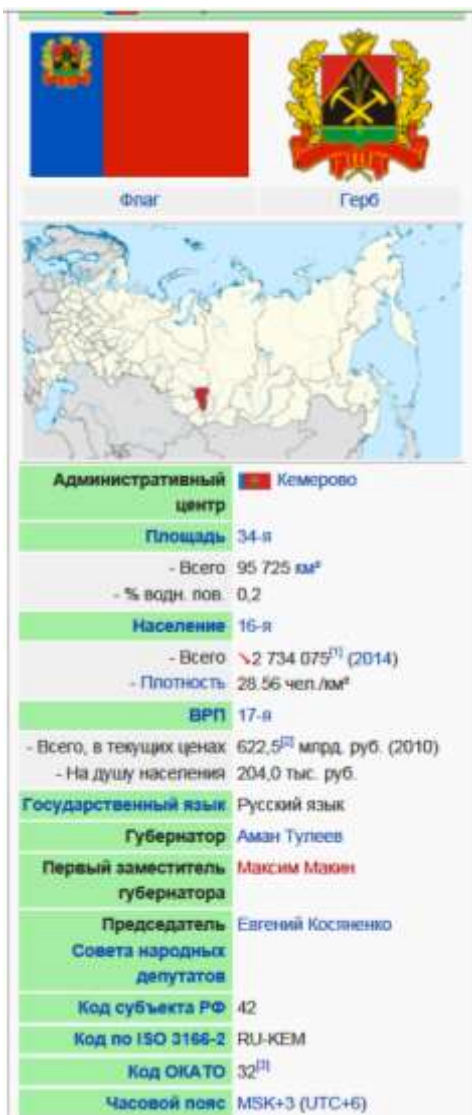 Флаг Герб
Административный Кемерово
центр
Площадь 34-я
- Всего 95 725 км²
- % водн. пов. 0,2
Население 16-я
- Всего ↘2 734 075[1] (2014)
- Плотность 28.56 чел./км²
ВРП 17-я
- Всего, в текущих ценах 622,5[2] млрд. руб. (2010)
- На душу населения 204,0 тыс. руб.
Государственный язык Русский язык
Губернатор Аман Тулеев
Первый заместитель Максим Макин
губернатора
Председатель Евгений Косяненко
Совета народных
депутатов
Код субъекта РФ 42
Код по ISO 3166-2 RU-KEM
Код ОКАТО 32[3]
Часовой пояс MSK+3 (UTC+6)